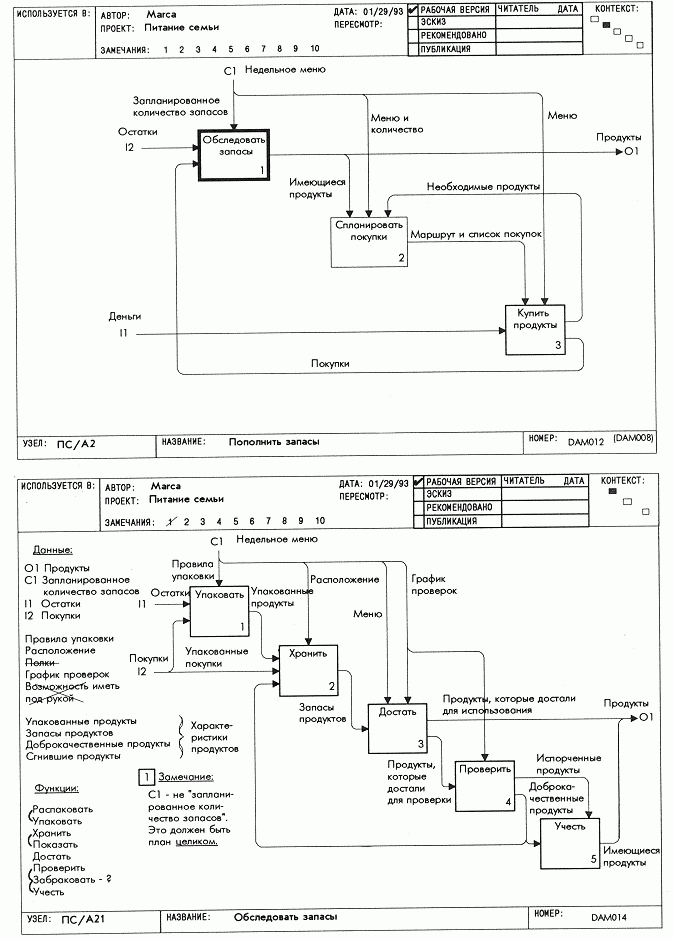 ИСПОЛЬЗУЕТСЯ В:
АВТОР: Marca
ПРОЕКТ: Питание семьи
ЗАМЕЧАНИЯ: 1 2 3 4 5 6 7 8 9 10
ДАТА: 01/29/93
ПЕРЕСМОТР:
РАБОЧАЯ ВЕРСИЯ
ЭСКИЗ
РЕКОМЕНДОВАНО
ПУБЛИКАЦИЯ
ЧИТАТЕЛЬ ДАТА
КОНТЕКСТ:
C1 Недельное меню
Запланированное
количество запасов
Меню и
количество
Меню
Остатки
I2
Обследовать
запасы
1
Продукты
O1
Имеющиеся
продукты
Необходимые продукты
Спланировать
покупки
2
Маршрут и список покупок
Деньги
I1
Купить
продукты
3
Покупки
УЗЕЛ: ПС/А2
НАЗВАНИЕ: Пополнить запасы
НОМЕР: DAM012 (DAM008)
ИСПОЛЬЗУЕТСЯ В:
АВТОР: Marca
ПРОЕКТ: Питание семьи
ЗАМЕЧАНИЯ: 1 2 3 4 5 6 7 8 9 10
ДАТА: 01/29/93
ПЕРЕСМОТР:
РАБОЧАЯ ВЕРСИЯ
ЭСКИЗ
РЕКОМЕНДОВАНО
ПУБЛИКАЦИЯ
ЧИТАТЕЛЬ ДАТА
КОНТЕКСТ:
C1 Недельное меню
Данные:
O1 Продукты
C1 Запланированное
количество запасов
I1 Остатки
I2 Покупки
Правила упаковки
Расположение
Полки
График проверок
Возможность иметь
под рукой
Упакованные продукты
Запасы продуктов
Доброкачественные продукты
Сгнившие продукты
Характе-
ристики
продуктов
Функции:
Распаковать
Упаковать
Хранить
Показать
Достать
Проверить
Забраковать - ?
Учесть
1 Замечание:
C1 - не "заплани-
рованное коли-
чество запасов".
Это должен быть
план целиком.
Правила
упаковки
Остатки
I1
Упаковать
1
Упакованные
продукты
Расположение
Меню
График
проверок
Покупки
I2
Упакованные
покупки
Хранить
2
Запасы
продуктов
Достать
3
Продукты, которые достали
для использования
Продукты
O1
Продукты,
которые
достали
для проверки
Проверить
4
Испорченные
продукты
Доброка-
чественные
продукты
Учесть
5
Имеющиеся
продукты
УЗЕЛ: ПС/А21
НАЗВАНИЕ: Обследовать запасы
НОМЕР: DAM014